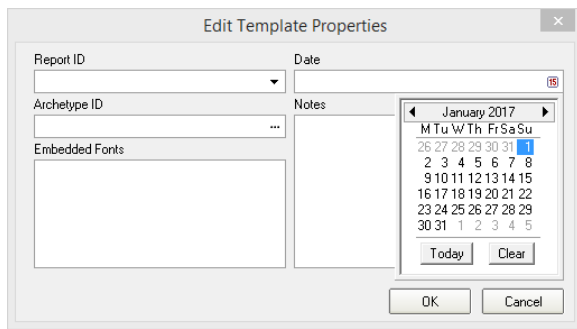 Edit Template Properties
Report ID
Date
15
Archetype ID
...
Notes
Embedded Fonts
January 2017
M Tu W Th Fr Sa Su
26 27 28 29 30 31 1
2 3 4 5 6 7 8
9 10 11 12 13 14 15
16 17 18 19 20 21 22
23 24 25 26 27 28 29
30 31 1 2 3 4 5
Today Clear
OK Cancel